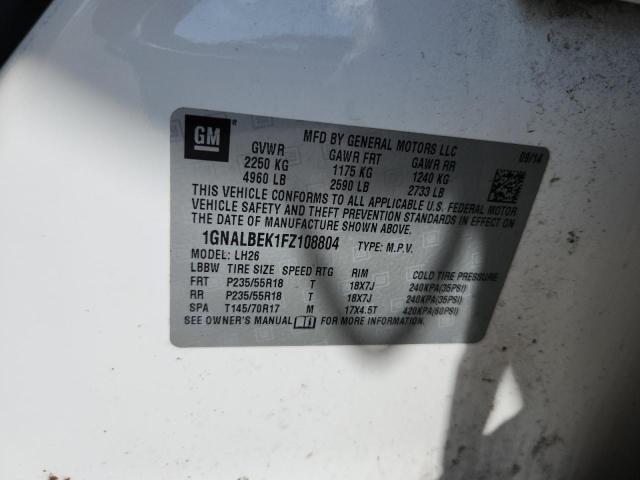 GM
MFD BY GENERAL MOTORS LLC 09/14
GVWR GAWR FRT GAWR RR
2250 KG 1175 KG 1240 KG
4960 LB 2590 LB 2733 LB
THIS VEHICLE CONFORMS TO ALL APPLICABLE U.S. FEDERAL MOTOR
VEHICLE SAFETY AND THEFT PREVENTION STANDARDS IN EFFECT ON
THE DATE OF MANUFACTURE SHOWN ABOVE.
1GNALBEK1FZ108804 TYPE: M.P.V.
MODEL: LH26
LBBW TIRE SIZE SPEED RTG RIM COLD TIRE PRESSURE
FRT P235/55R18 T 18X7J 240KPA(35PSI)
RR P235/55R18 T 18X7J 240KPA(35PSI)
SPA T145/70R17 M 17X4.5T 420KPA(60PSI)
SEE OWNER'S MANUAL FOR MORE INFORMATION.